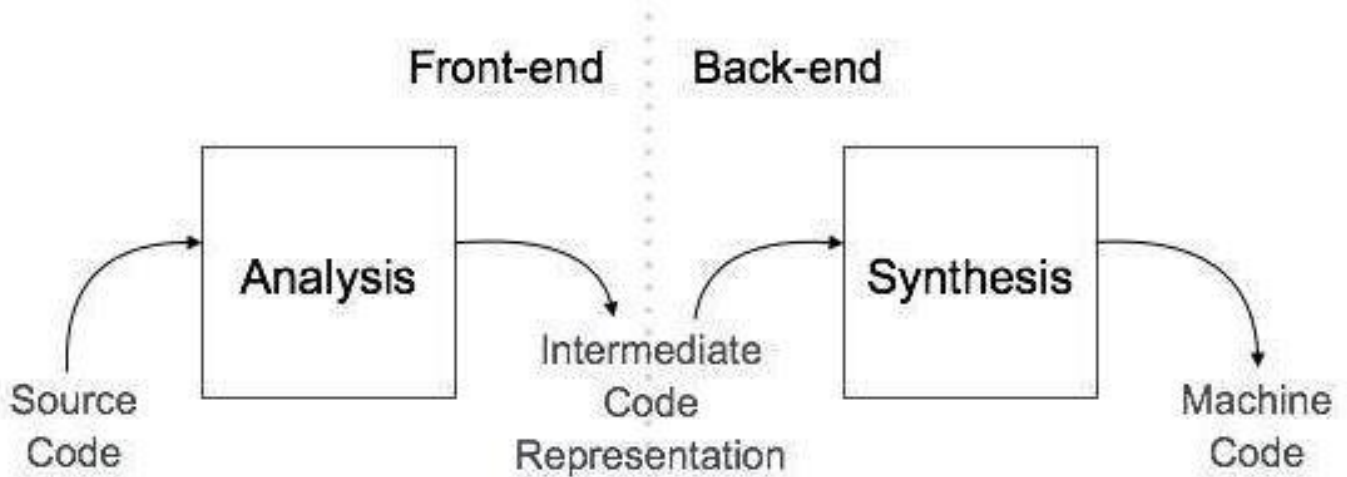 Front-end
Back-end
Analysis
Synthesis
Source
Code
Intermediate
Code
Representation
Machine
Code